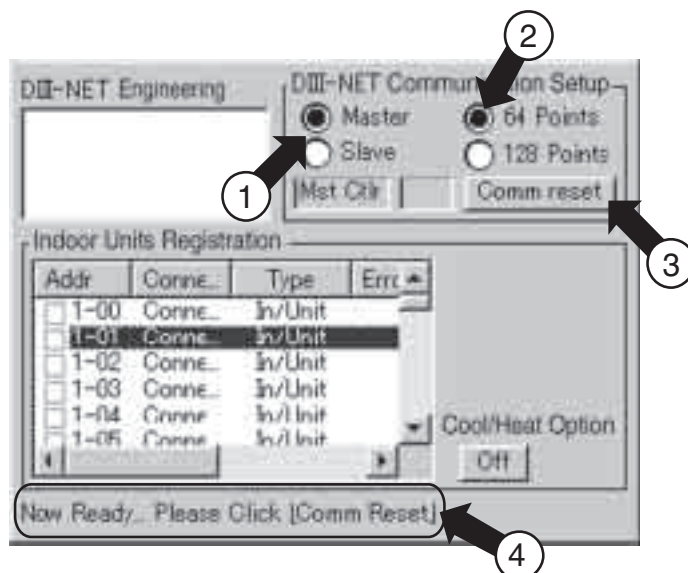 2
1
3
4
DIII-NET Engineering
DIII-NET Communication Setup
Master
64 Points
Slave
128 Points
Mst Ctlr
Comm reset
Indoor Units Registration
Addr Conne... Type Erro
1-00 Conne... In/Unit
1-01 Conne... In/Unit
1-02 Conne... In/Unit
1-03 Conne... In/Unit
1-04 Conne... In/Unit
1-05 Conne... In/Unit
Cool/Heat Option
Off
Now Ready... Please Click [Comm Reset]